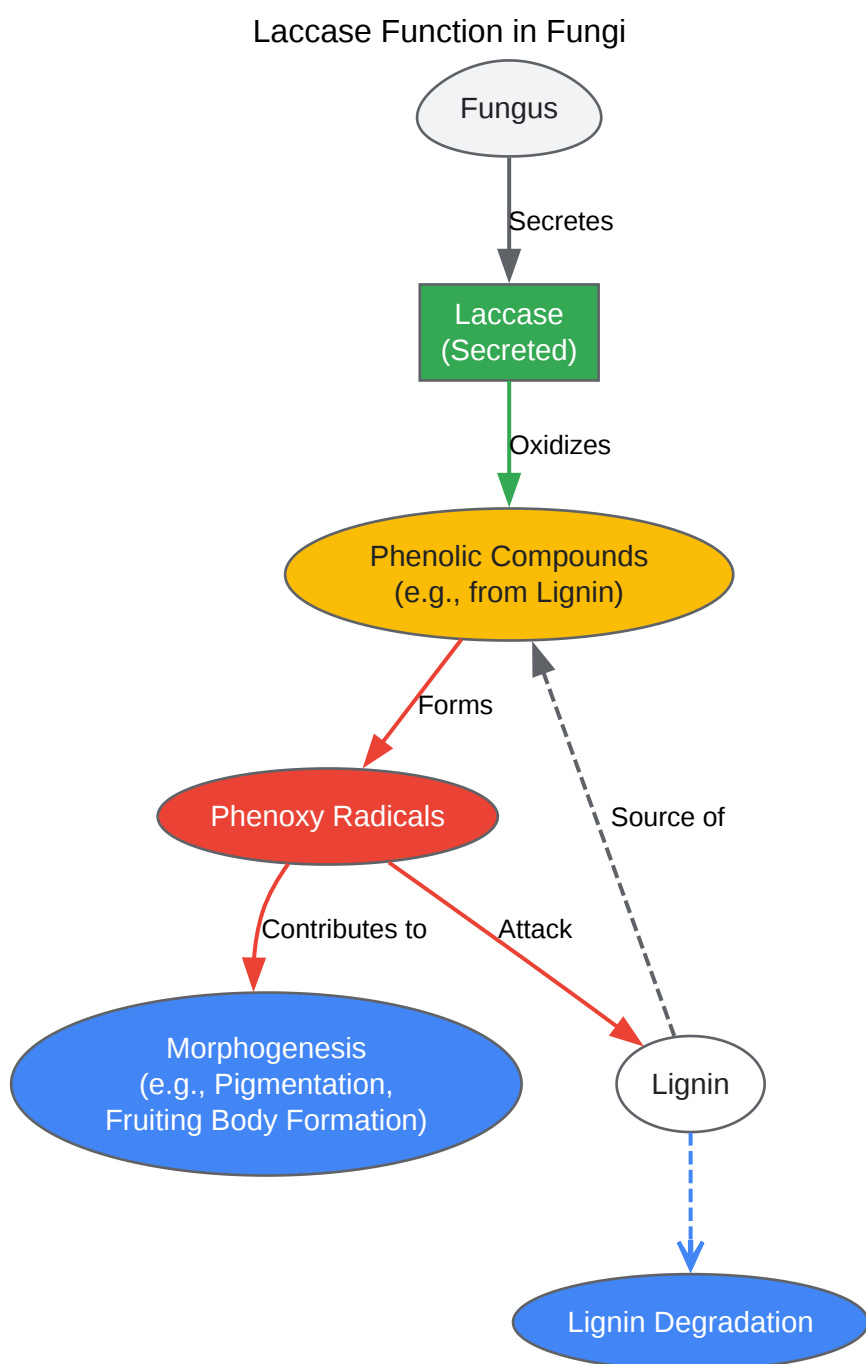 Laccase Function in Fungi
Fungus
Secretes
Laccase
(Secreted)
Oxidizes
Phenolic Compounds
(e.g., from Lignin)
Forms
Phenoxy Radicals
Source of
Contributes to
Attack
Morphogenesis
(e.g., Pigmentation,
Fruiting Body Formation)
Lignin
Lignin Degradation